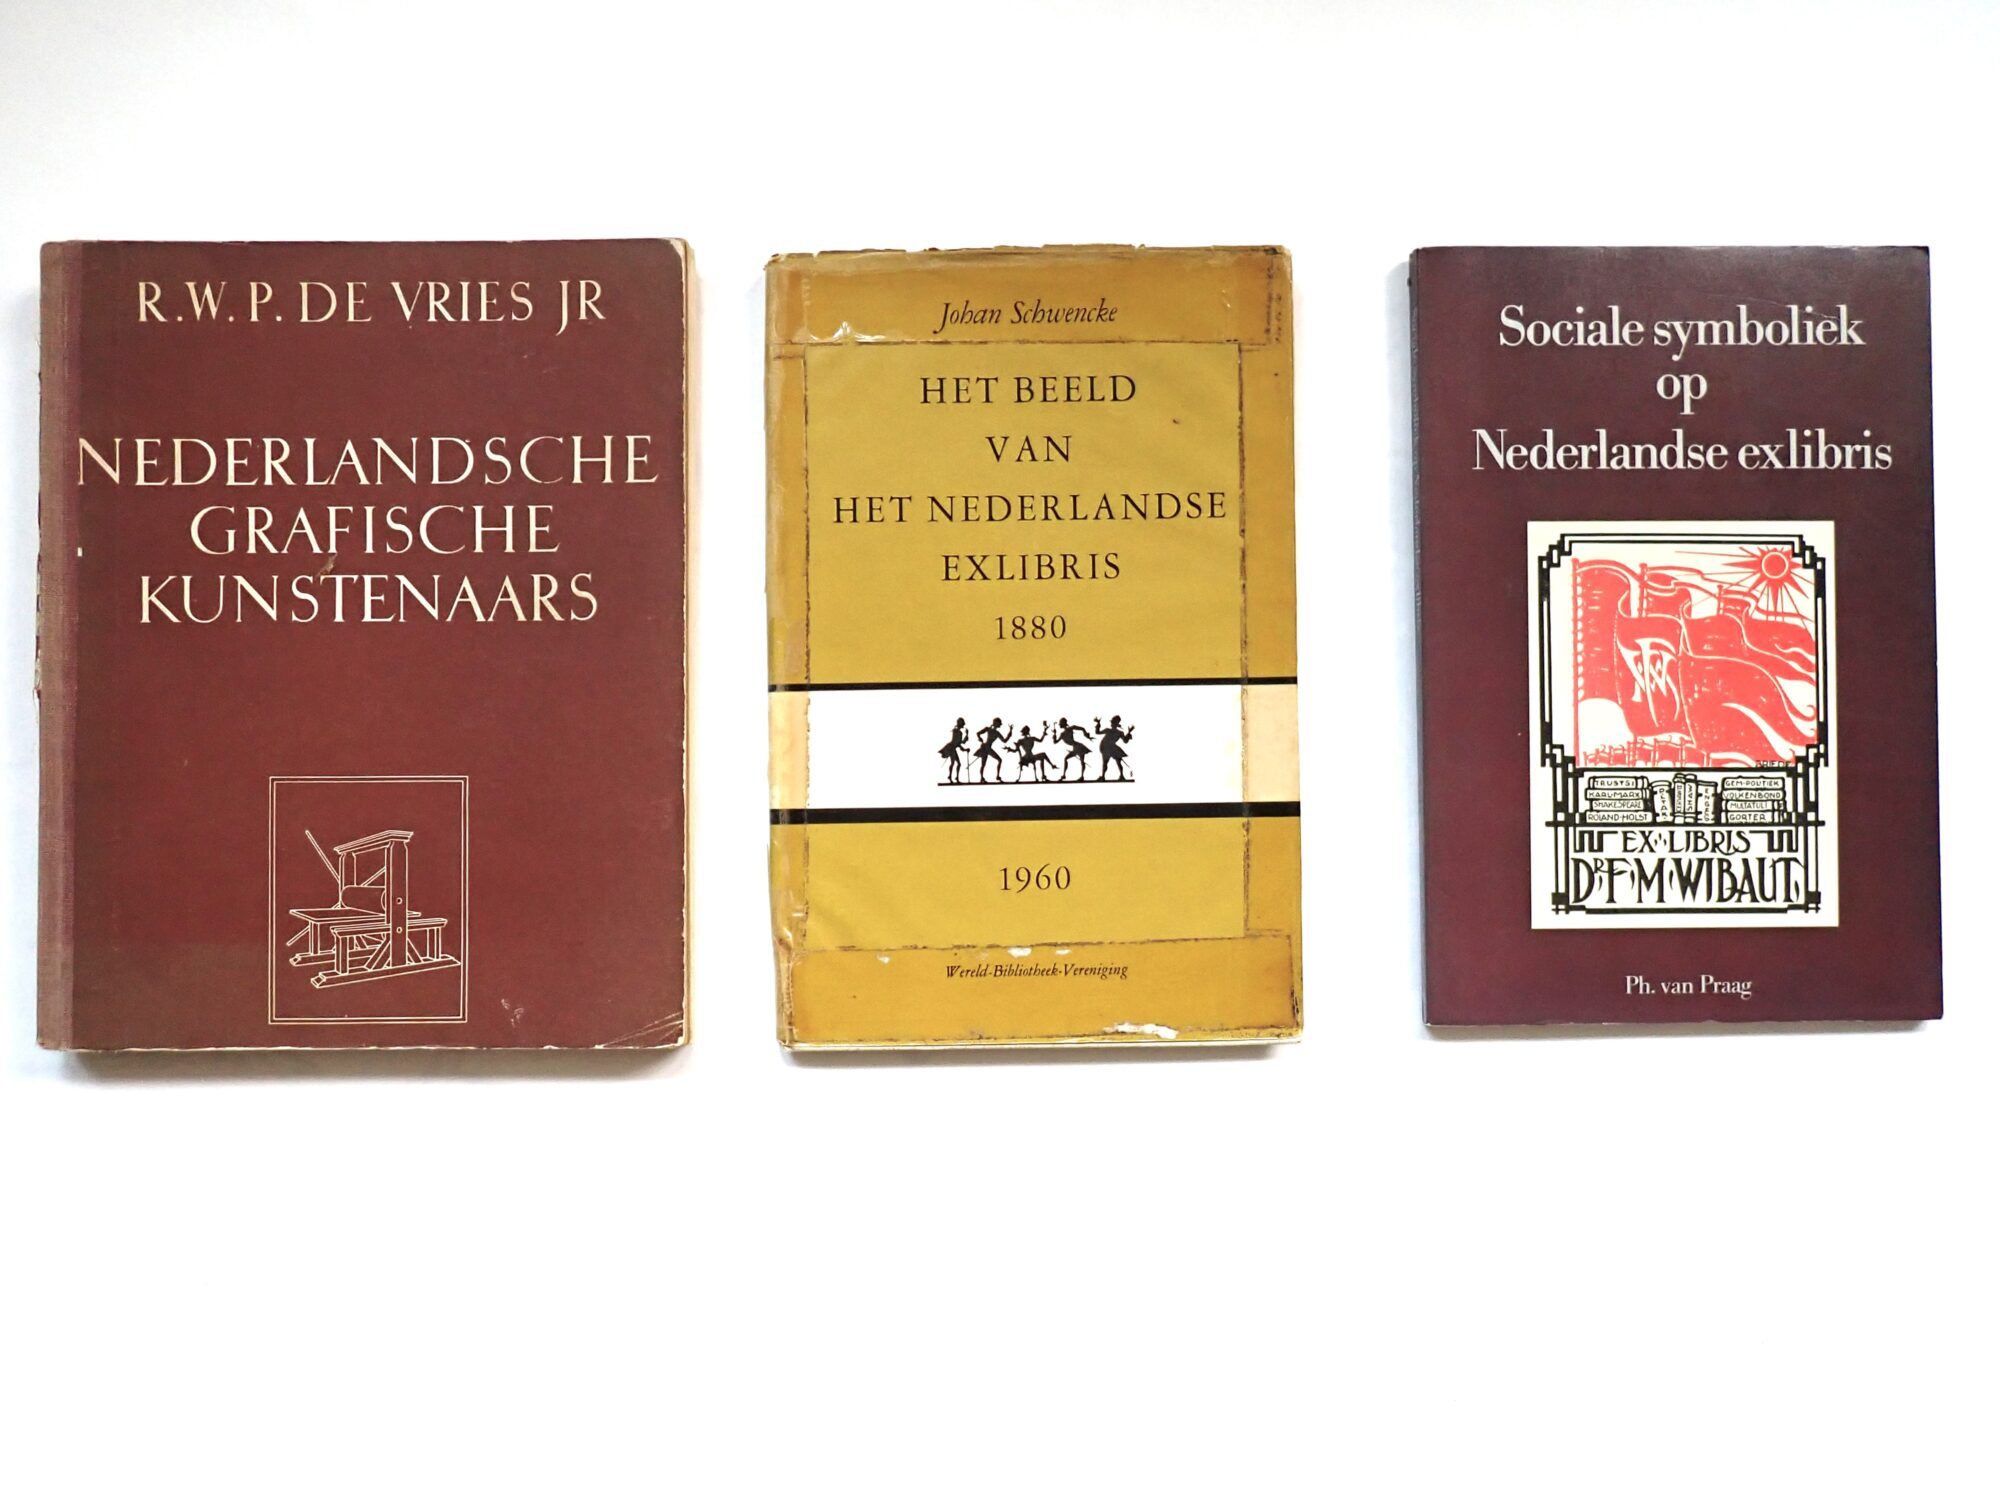 R.W.P. DE VRIES JR
NEDERLANDSCHE
GRAFISCHE
KUNSTENAARS
Johan Schwencke
HET BEELD
VAN
HET NEDERLANDSE
EXLIBRIS
1880
1960
Wereld-Bibliotheek-Vereniging
Sociale symboliek
op
Nederlandse exlibris
BRIEDE
TRUSTS!
KARL-MARX
SHAKESPEARE
ROLAND-HOLST
ENGELS
GEM-POLITIEK
VOLKENBOND
MULTATULI
GORTER
EX LIBRIS
DR F·M·WIBAUT
Ph. van Praag